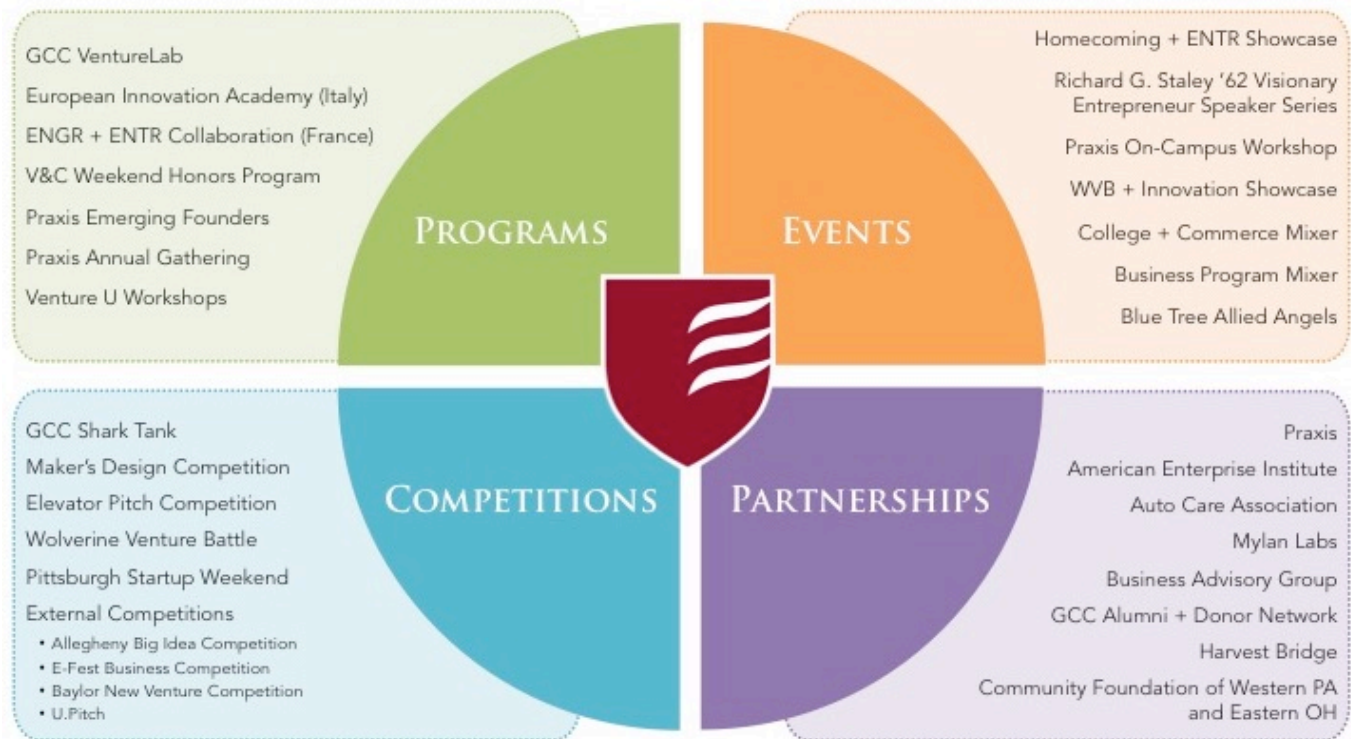 GCC VentureLab
European Innovation Academy (Italy)
ENGR + ENTR Collaboration (France)
V&C Weekend Honors Program
Praxis Emerging Founders
Praxis Annual Gathering
Venture U Workshops
PROGRAMS
EVENTS
Homecoming + ENTR Showcase
Richard G. Staley ’62 Visionary
Entrepreneur Speaker Series
Praxis On-Campus Workshop
WVB + Innovation Showcase
College + Commerce Mixer
Business Program Mixer
Blue Tree Allied Angels
GCC Shark Tank
Maker’s Design Competition
Elevator Pitch Competition
Wolverine Venture Battle
Pittsburgh Startup Weekend
External Competitions
• Allegheny Big Idea Competition
• E-Fest Business Competition
• Baylor New Venture Competition
• U.Pitch
COMPETITIONS
PARTNERSHIPS
Praxis
American Enterprise Institute
Auto Care Association
Mylan Labs
Business Advisory Group
GCC Alumni + Donor Network
Harvest Bridge
Community Foundation of Western PA
and Eastern OH